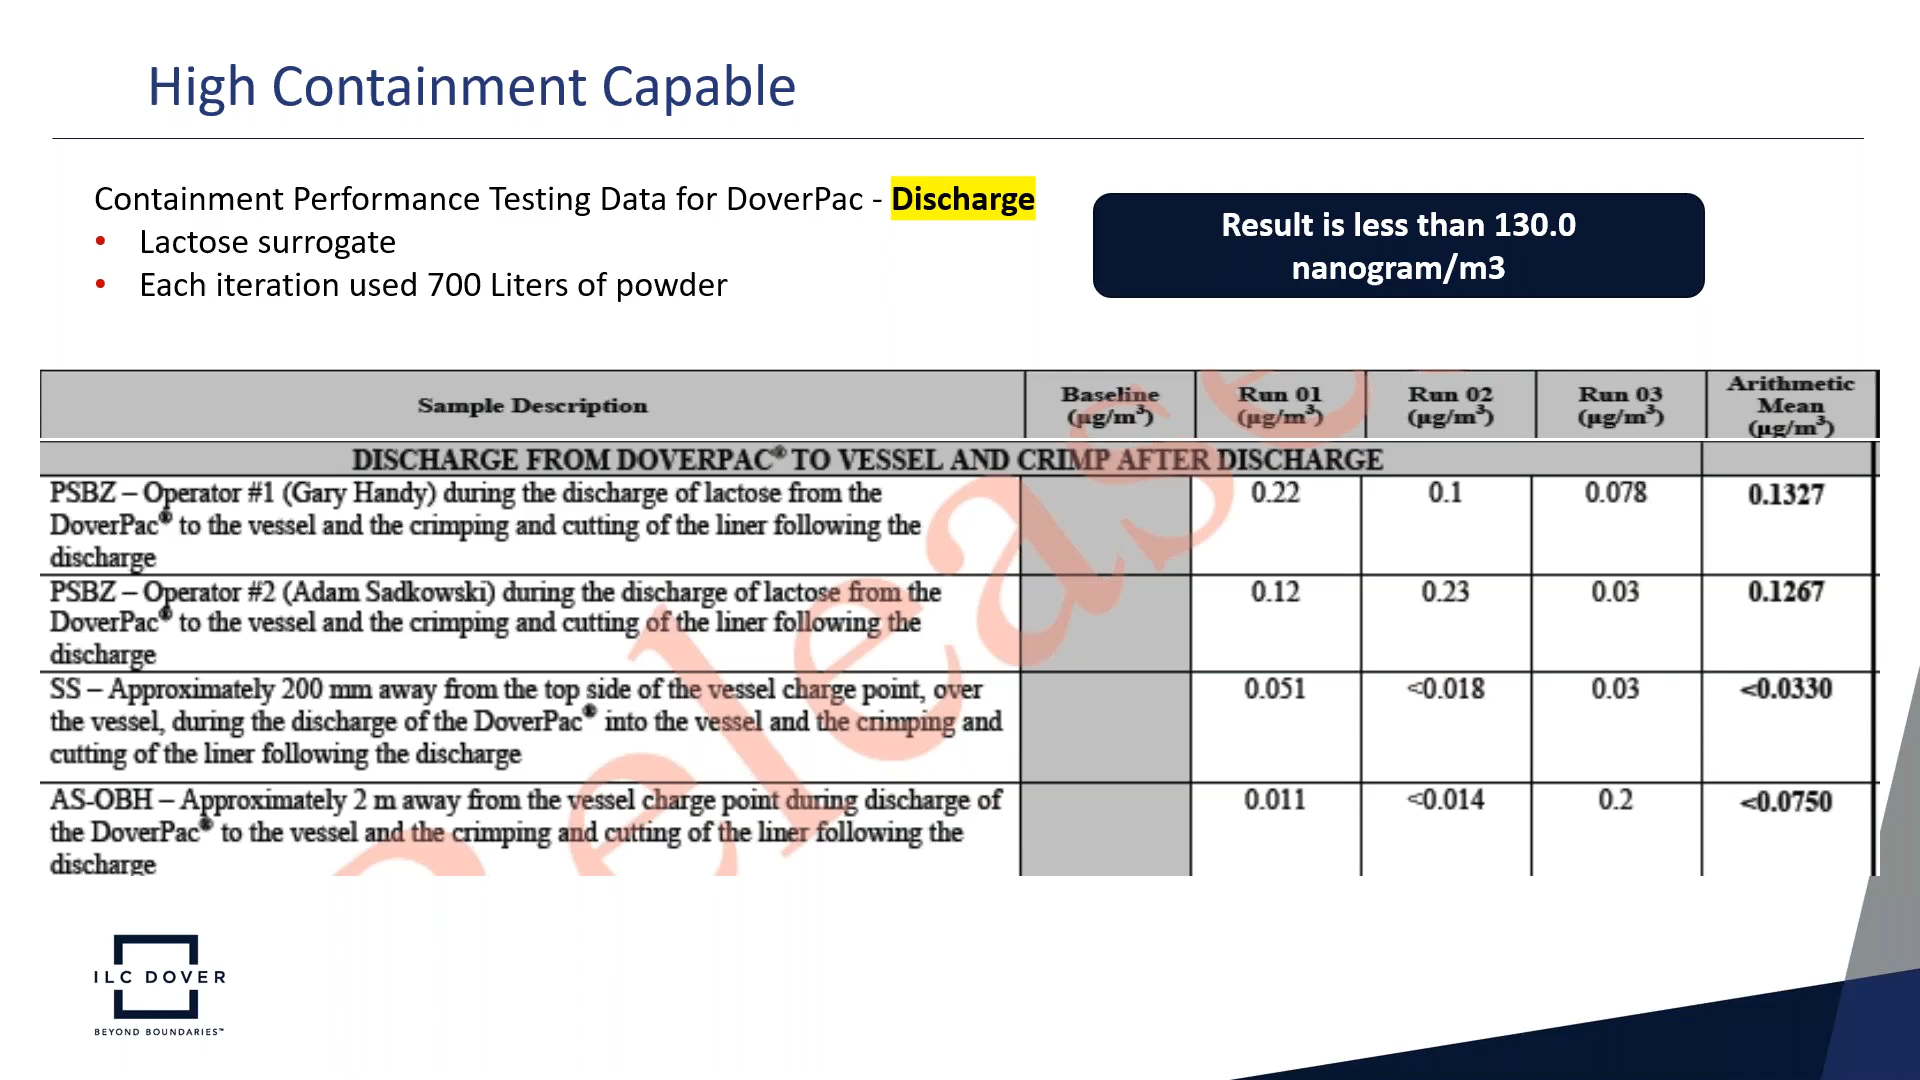 High Containment Capable
Containment Performance Testing Data for DoverPac - Discharge
• Lactose surrogate
• Each iteration used 700 Liters of powder
Result is less than 130.0
nanogram/m3
Sample Description
Baseline
(µg/m³)
Run 01
(µg/m³)
Run 02
(µg/m³)
Run 03
(µg/m³)
Arithmetic
Mean
(µg/m³)
DISCHARGE FROM DOVERPAC® TO VESSEL AND CRIMP AFTER DISCHARGE
PSBZ – Operator #1 (Gary Handy) during the discharge of lactose from the
DoverPac® to the vessel and the crimping and cutting of the liner following the
discharge
0.22 0.1 0.078 0.1327
PSBZ – Operator #2 (Adam Sadkowski) during the discharge of lactose from the
DoverPac® to the vessel and the crimping and cutting of the liner following the
discharge
0.12 0.23 0.03 0.1267
SS – Approximately 200 mm away from the top side of the vessel charge point, over
the vessel, during the discharge of the DoverPac® into the vessel and the crimping and
cutting of the liner following the discharge
0.051 <0.018 0.03 <0.0330
AS-OBH – Approximately 2 m away from the vessel charge point during discharge of
the DoverPac® to the vessel and the crimping and cutting of the liner following the
discharge
0.011 <0.014 0.2 <0.0750
Release
ILC DOVER
BEYOND BOUNDARIES™